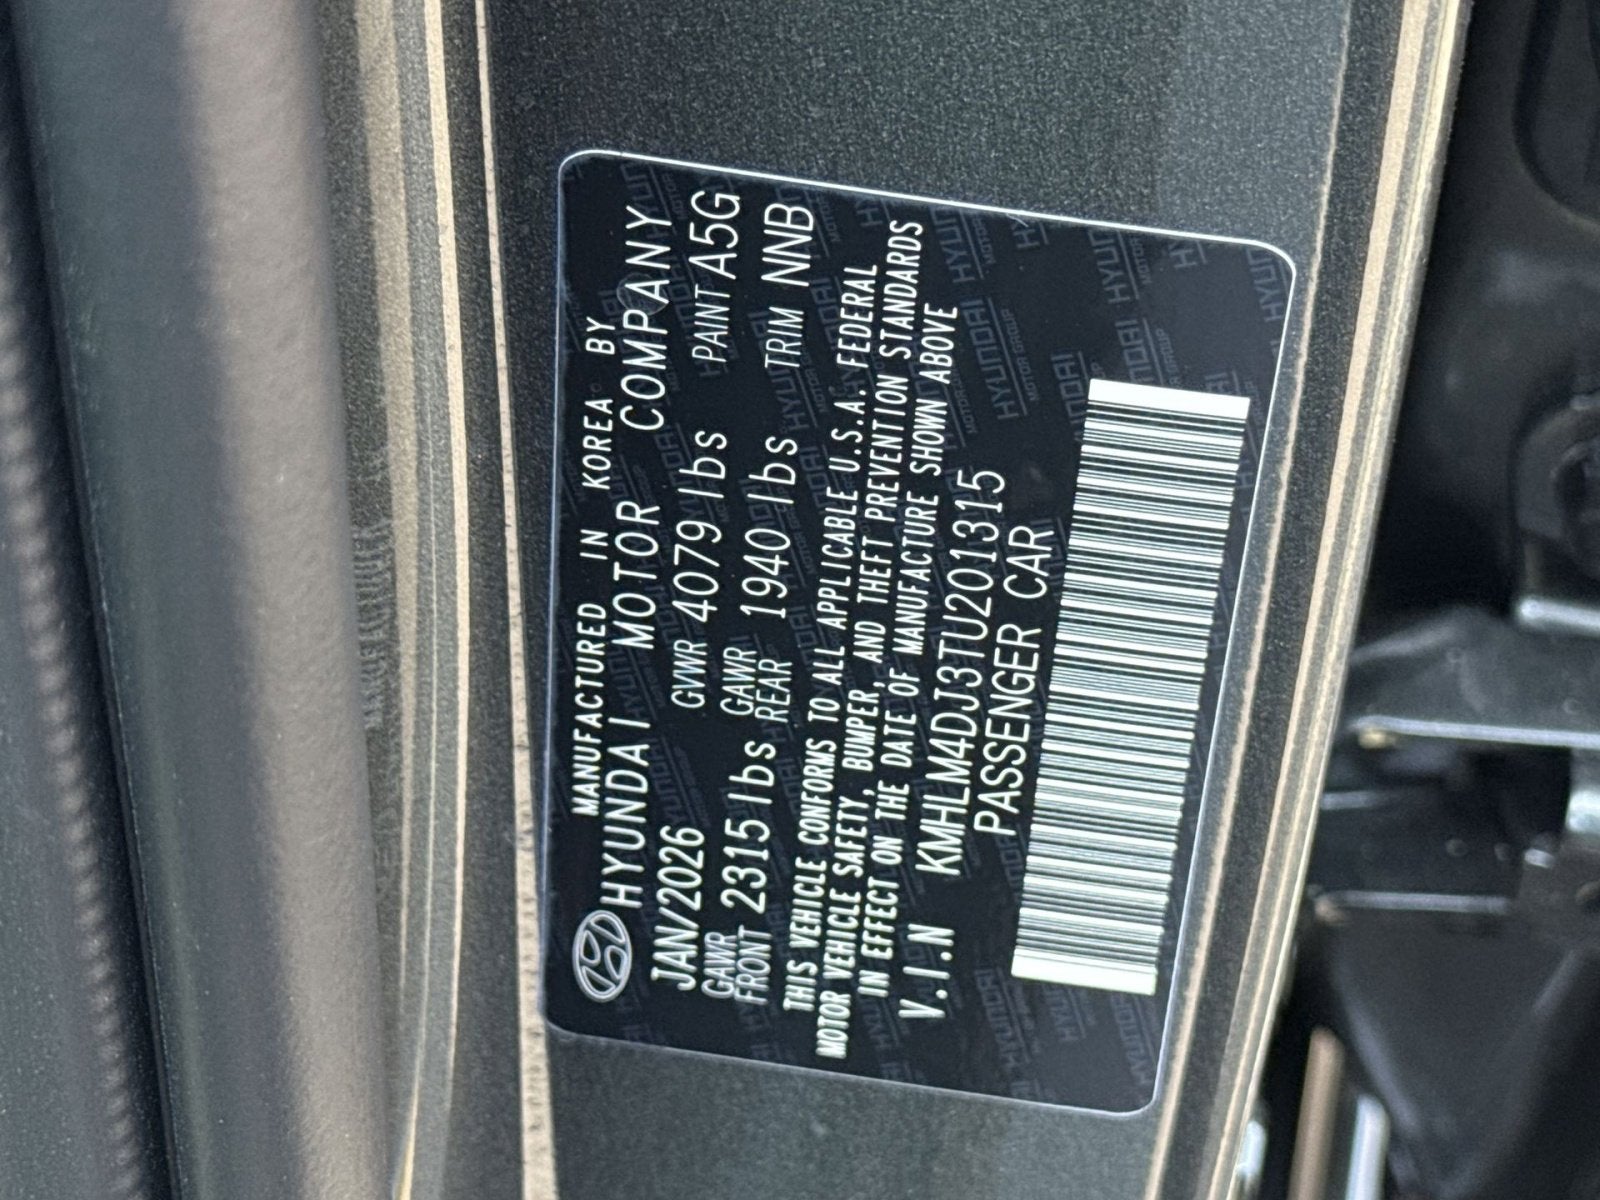 MANUFACTURED IN KOREA BY
HYUNDAI MOTOR COMPANY
JAN/2026 GVWR 4079 lbs PAINT A5G
GAWR FRONT 2315 lbs GAWR REAR 1940 lbs TRIM NNB
THIS VEHICLE CONFORMS TO ALL APPLICABLE U.S.A. FEDERAL
MOTOR VEHICLE SAFETY, BUMPER, AND THEFT PREVENTION STANDARDS
IN EFFECT ON THE DATE OF MANUFACTURE SHOWN ABOVE
V.I.N KMHLM4DJ3TU201315
PASSENGER CAR